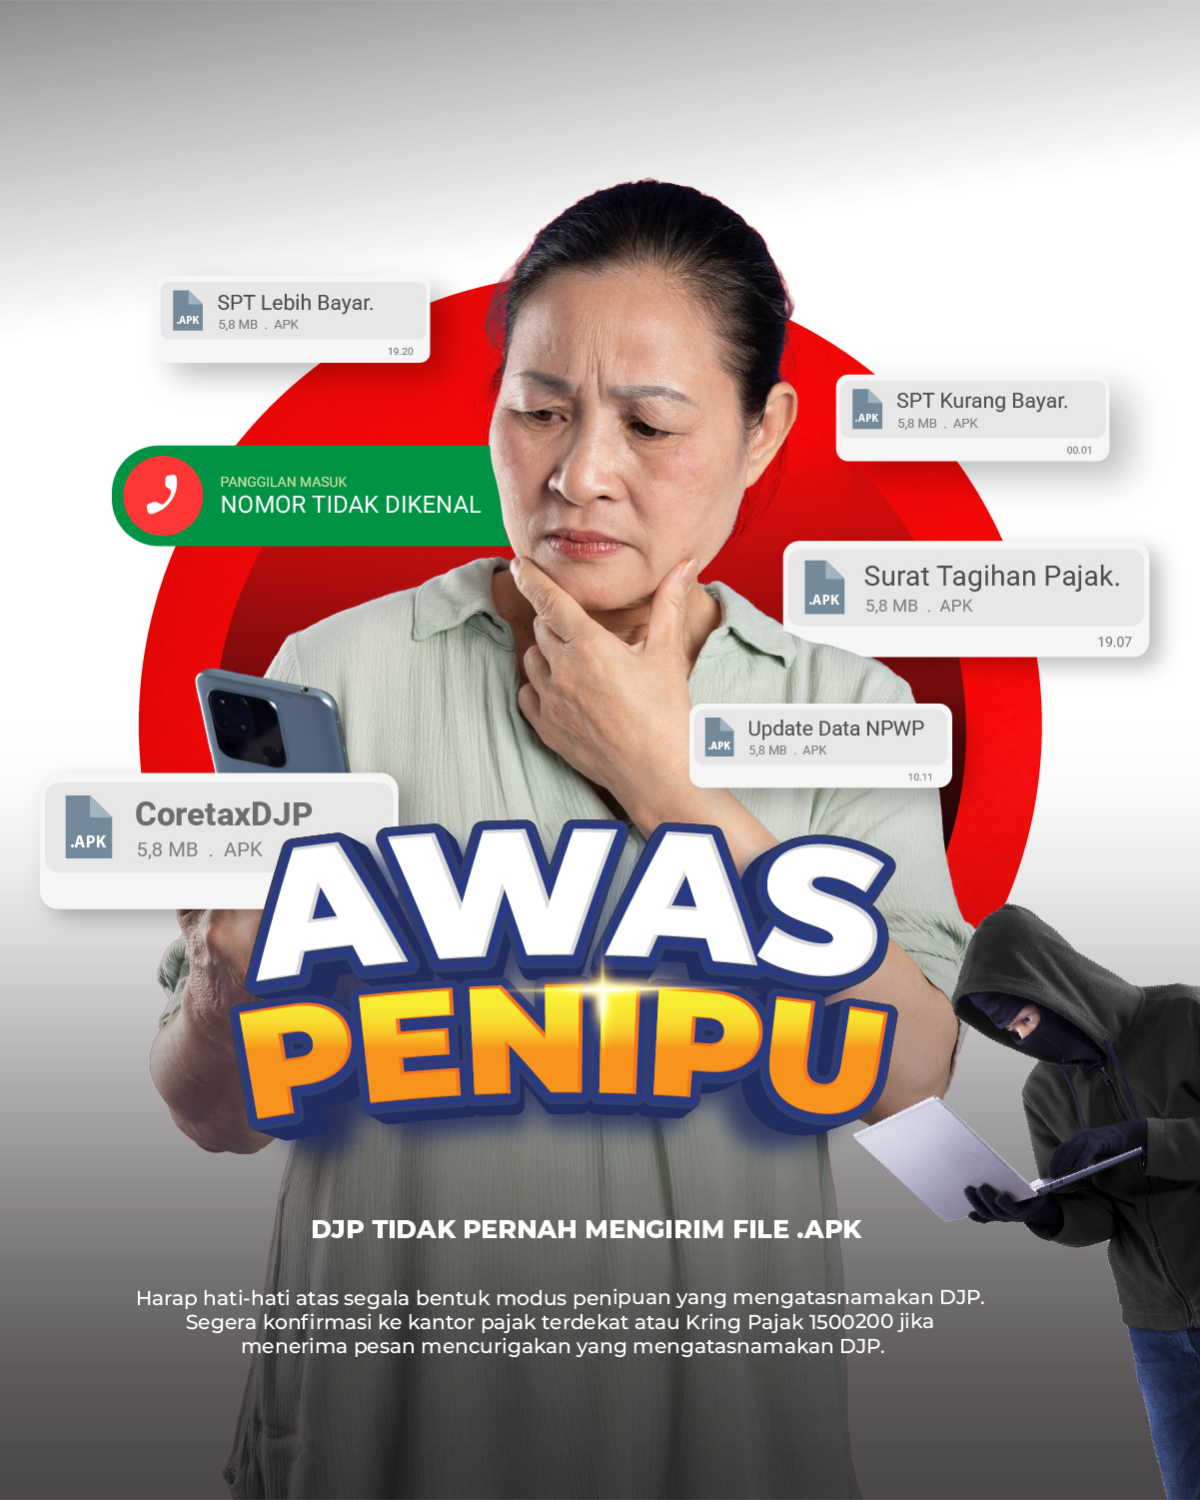 SPT Lebih Bayar.
.APK
5,8 MB . APK
19.20
SPT Kurang Bayar.
.APK
5,8 MB . APK
00.01
PANGGILAN MASUK
NOMOR TIDAK DIKENAL
Surat Tagihan Pajak.
.APK
5,8 MB . APK
19.07
Update Data NPWP
.APK
5,8 MB . APK
10.11
CoretaxDJP
.APK
5,8 MB . APK
AWAS
PENIPU
DJP TIDAK PERNAH MENGIRIM FILE .APK
Harap hati-hati atas segala bentuk modus penipuan yang mengatasnamakan DJP.
Segera konfirmasi ke kantor pajak terdekat atau Kring Pajak 1500200 jika
menerima pesan mencurigakan yang mengatasnamakan DJP.